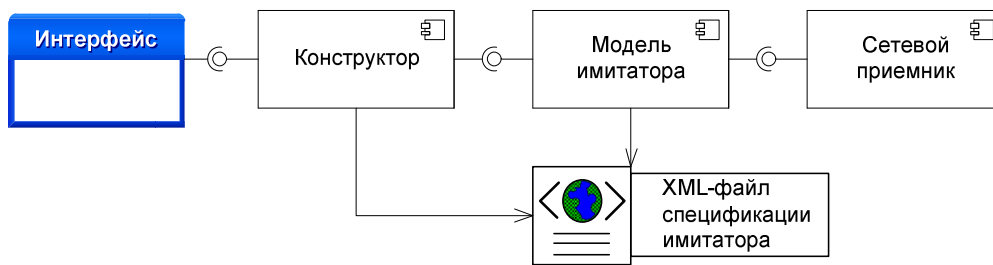 Интерфейс
Конструктор
Модель
имитатора
Сетевой
приемник
XML-файл
спецификации
имитатора